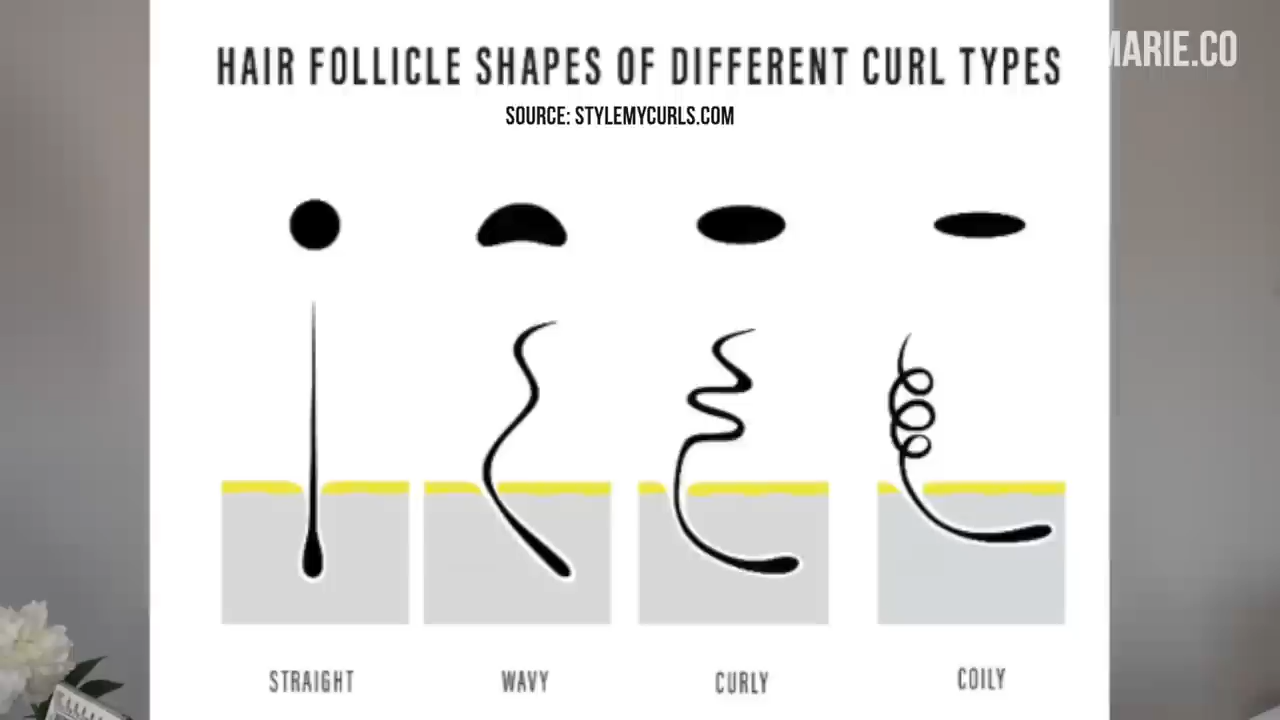 HAIR FOLLICLE SHAPES OF DIFFERENT CURL TYPES
MARIE.CO
SOURCE: STYLEMYCURLS.COM
STRAIGHT
WAVY
CURLY
COILY